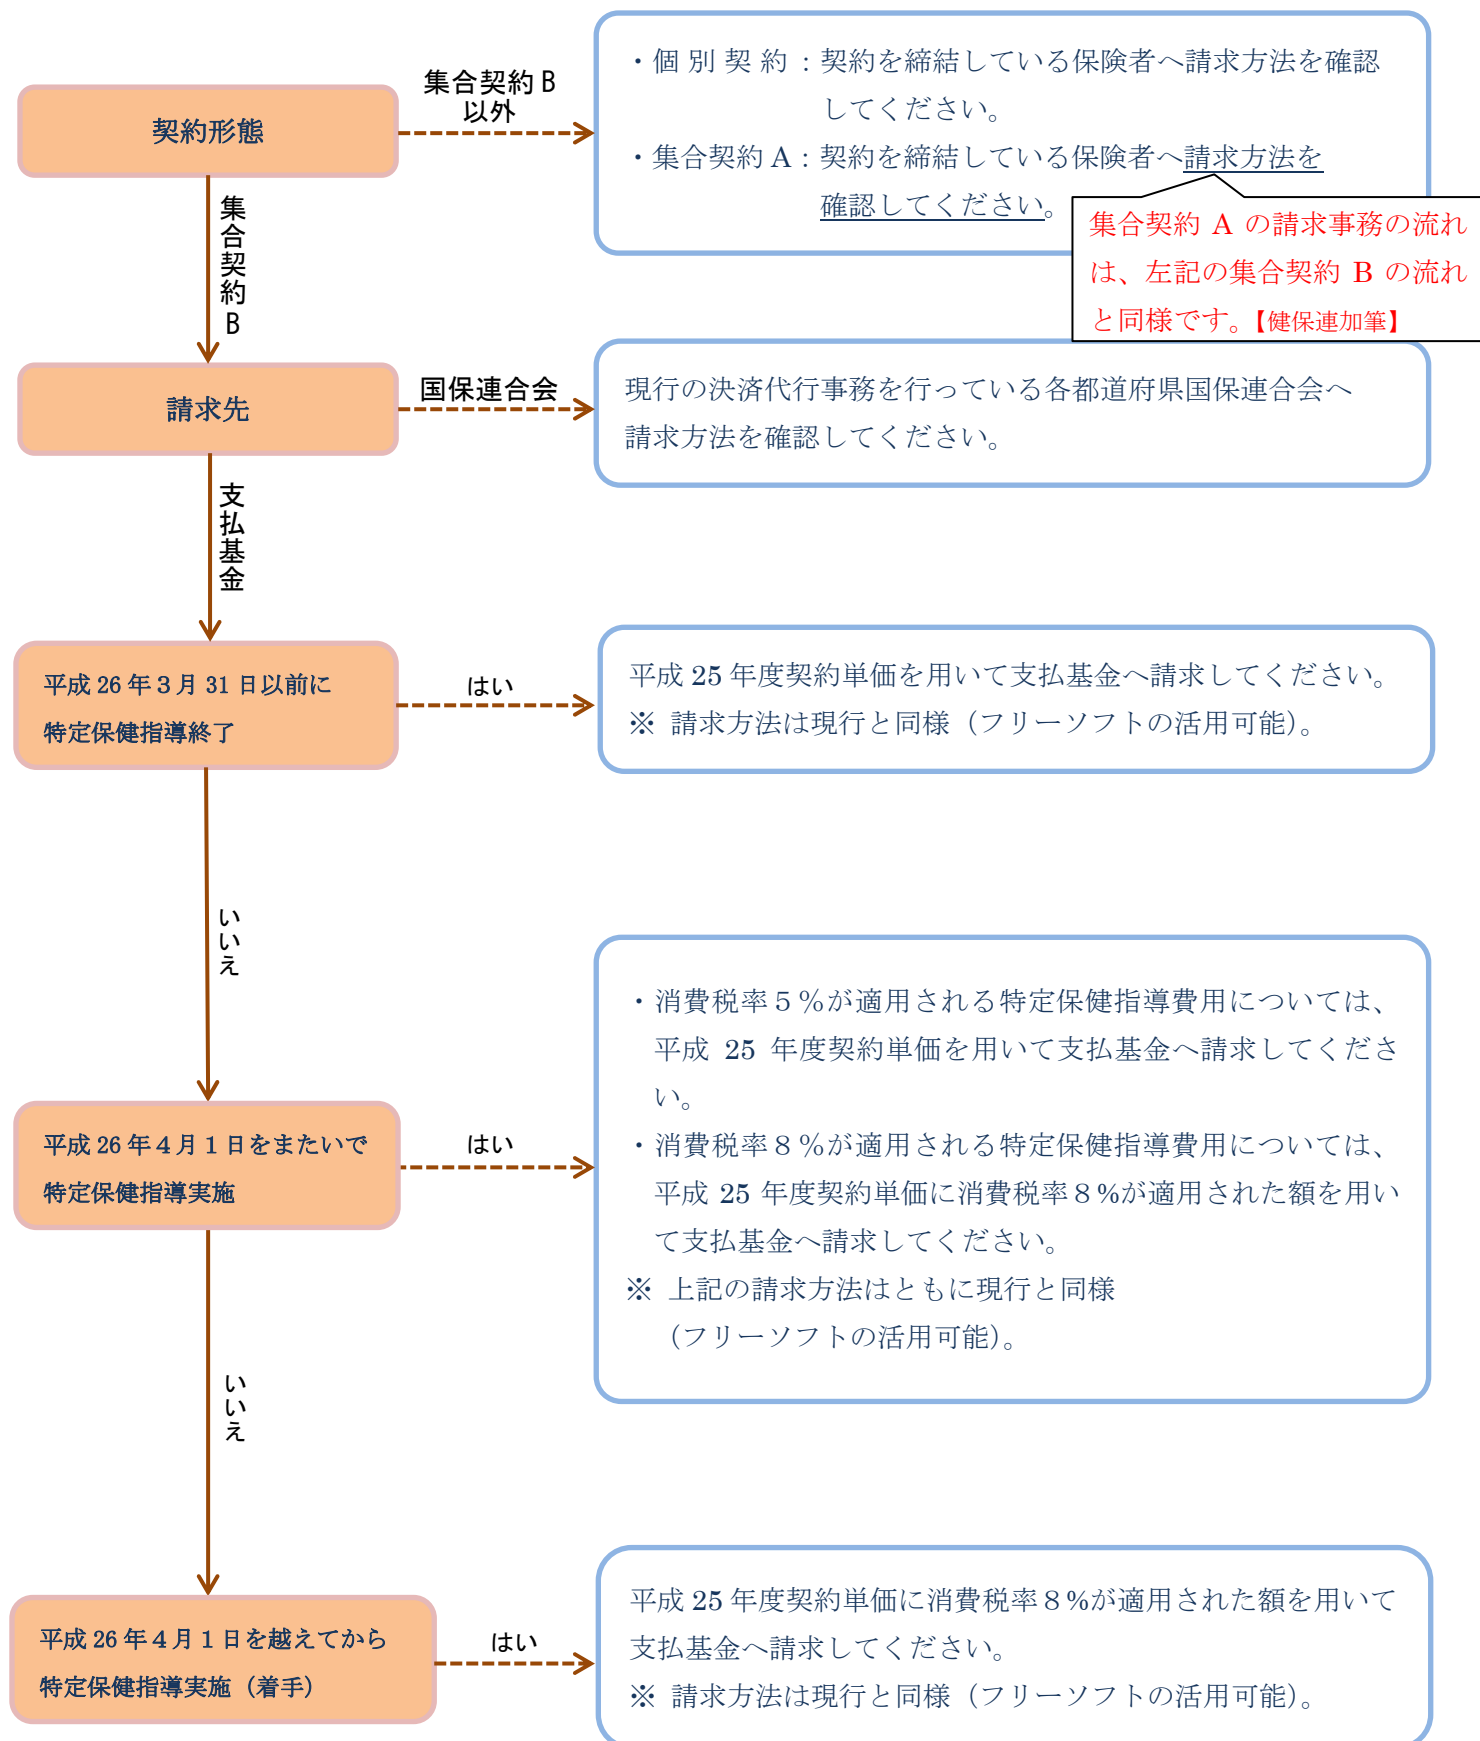 契約形態
集合契約 B
以外
・個 別 契 約 : 契約を締結している保険者へ請求方法を確認
してください。
・集合契約 A : 契約を締結している保険者へ請求方法を
確認してください。
集合契約 A の請求事務の流れ
は、左記の集合契約 B の流れ
と同様です。【健保連加筆】
集合契約B
請求先
国保連合会
現行の決済代行事務を行っている各都道府県国保連合会へ
請求方法を確認してください。
支払基金
平成 26 年 3 月 31 日以前に
特定保健指導終了
はい
平成 25 年度契約単価を用いて支払基金へ請求してください。
※ 請求方法は現行と同様（フリーソフトの活用可能）。
いいえ
平成 26 年 4 月 1 日をまたいで
特定保健指導実施
はい
・消費税率５％が適用される特定保健指導費用については、
平成 25 年度契約単価を用いて支払基金へ請求してくださ
い。
・消費税率８％が適用される特定保健指導費用については、
平成 25 年度契約単価に消費税率８%が適用された額を用い
て支払基金へ請求してください。
※ 上記の請求方法はともに現行と同様
（フリーソフトの活用可能）。
いいえ
平成 26 年 4 月 1 日を越えてから
特定保健指導実施（着手）
はい
平成 25 年度契約単価に消費税率８%が適用された額を用いて
支払基金へ請求してください。
※ 請求方法は現行と同様（フリーソフトの活用可能）。